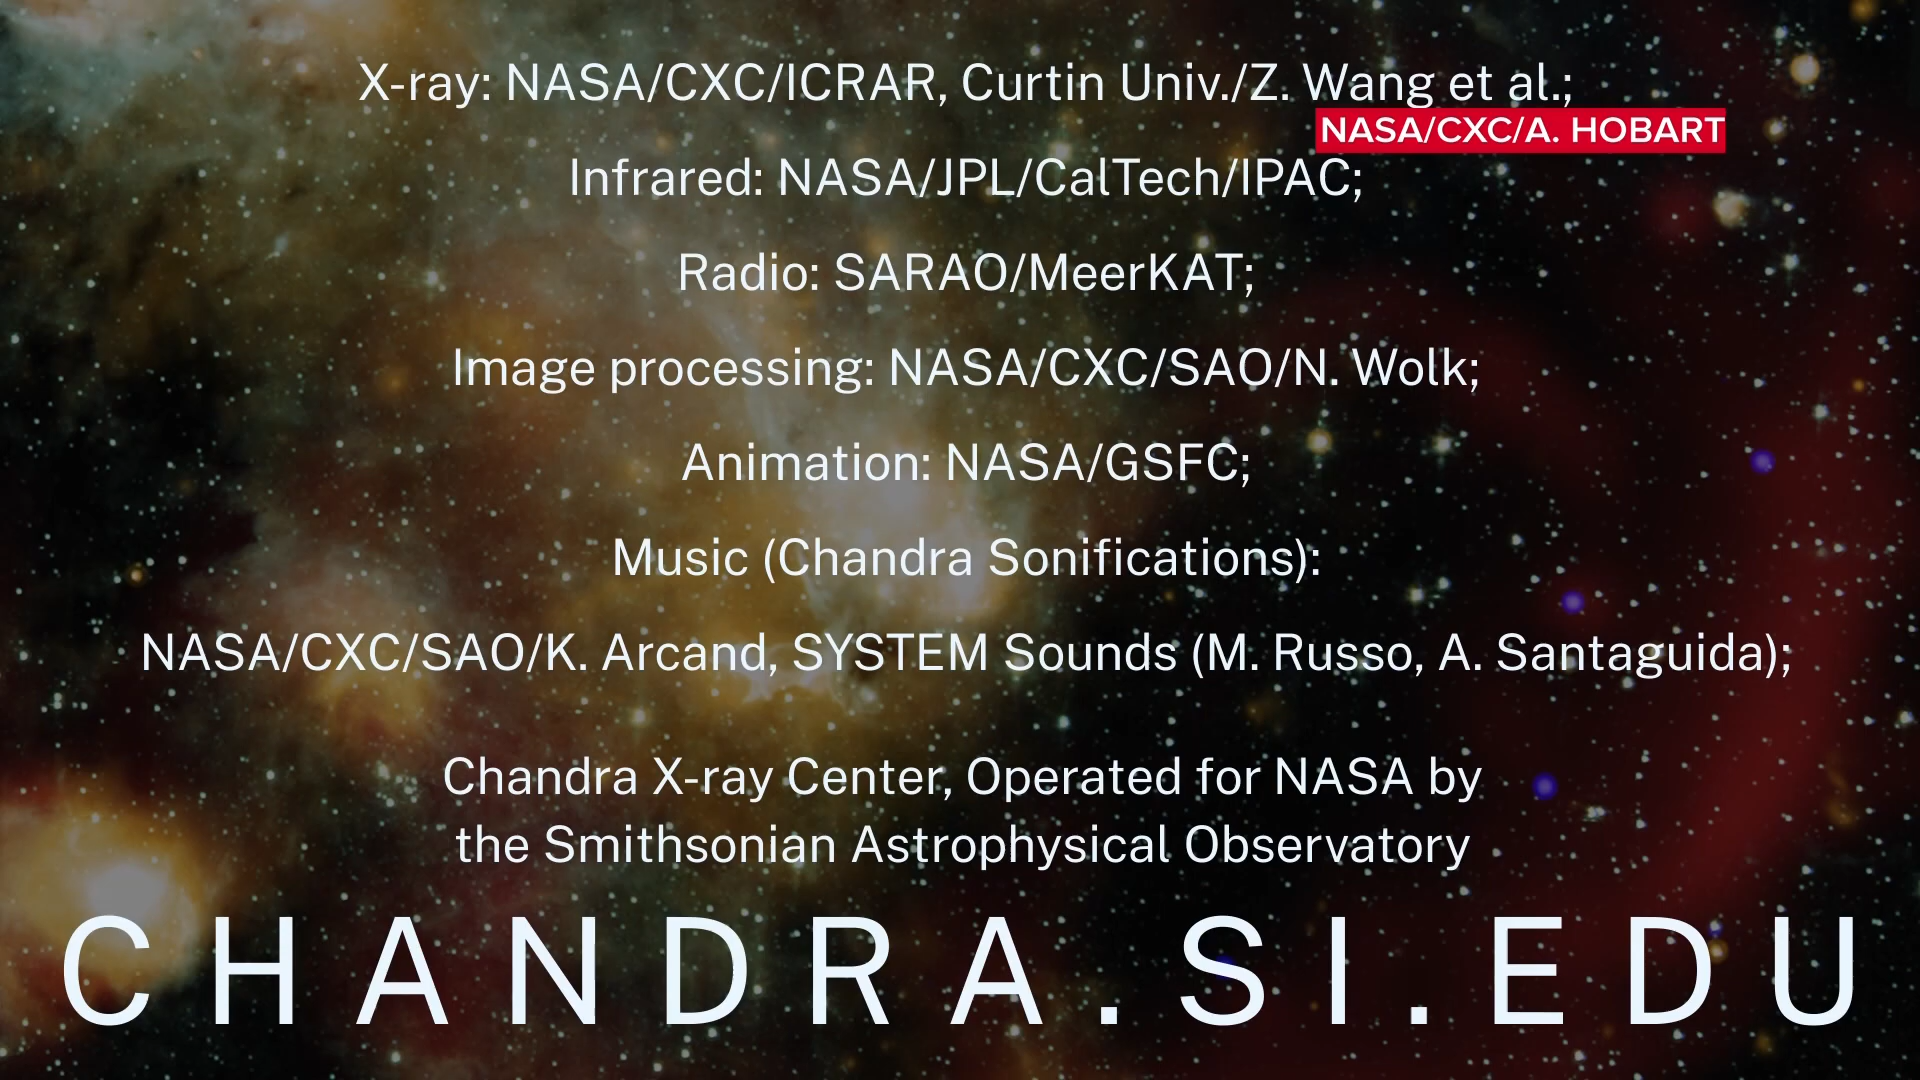 X-ray: NASA/CXC/ICRAR, Curtin Univ./Z. Wang et al.;
NASA/CXC/A. HOBART
Infrared: NASA/JPL/CalTech/IPAC;
Radio: SARAO/MeerKAT;
Image processing: NASA/CXC/SAO/N. Wolk;
Animation: NASA/GSFC;
Music (Chandra Sonifications):
NASA/CXC/SAO/K. Arcand, SYSTEM Sounds (M. Russo, A. Santaguida);
Chandra X-ray Center, Operated for NASA by
the Smithsonian Astrophysical Observatory
CHANDRA.SI.EDU